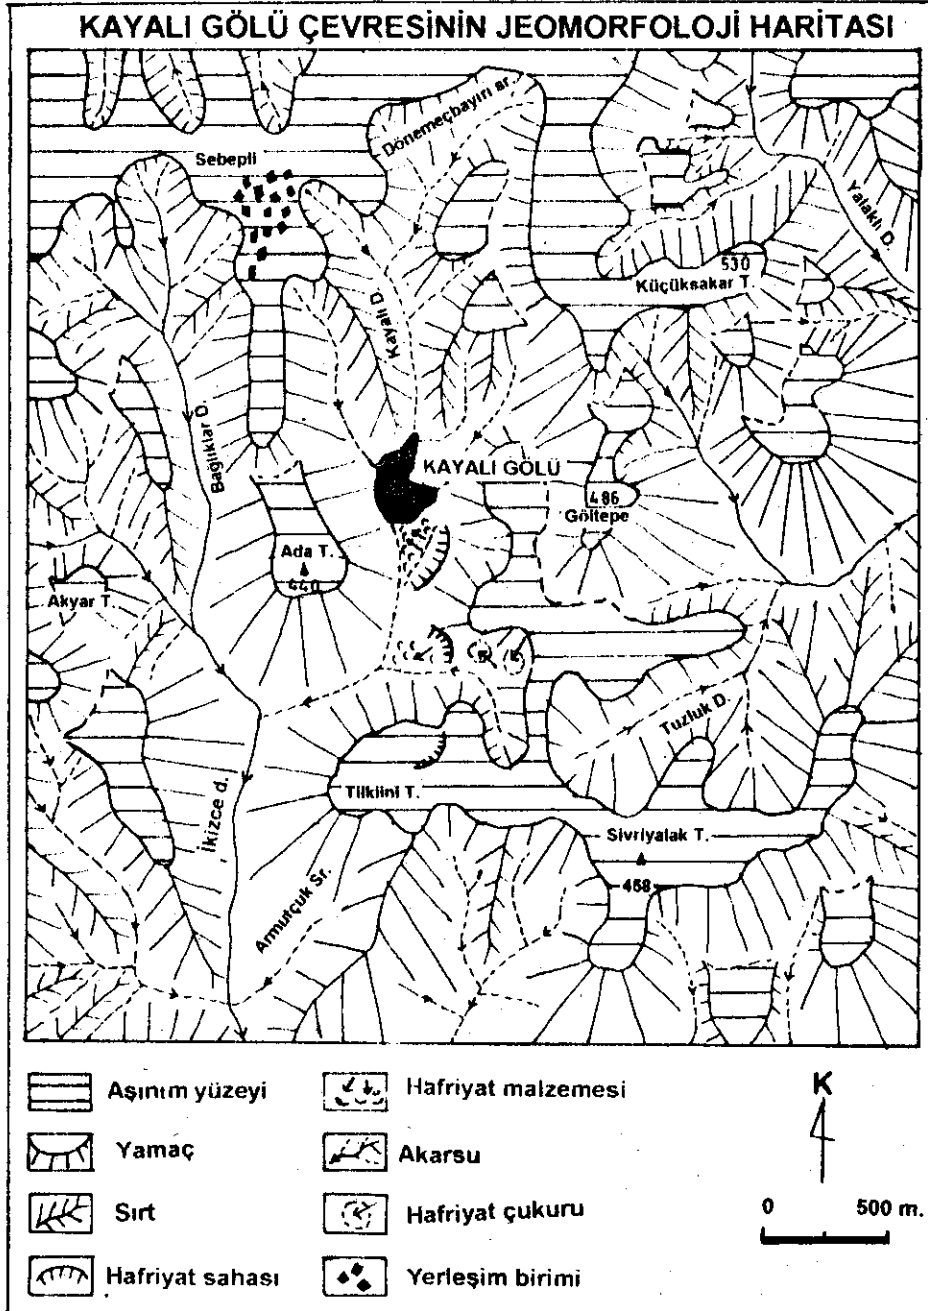 KAYALI GÖLÜ ÇEVRESİNİN JEOMORFOLOJİ HARİTASI
Dönemeçbayırı sr.
Sebepli
Yalaklı D.
530
Küçüksakar T.
Kayalı D.
Bağlıklar D.
KAYALI GÖLÜ
486
Göltepe
Ada T.
440
Akyar T.
Tuzluk D.
İkizce d.
Tilkiini T.
Sivriyalak T.
468
Armutçuk Sr.
Aşınım yüzeyi
Hafriyat malzemesi
K
Yamaç
Akarsu
Sırt
Hafriyat çukuru
0 500 m.
Hafriyat sahası
Yerleşim birimi